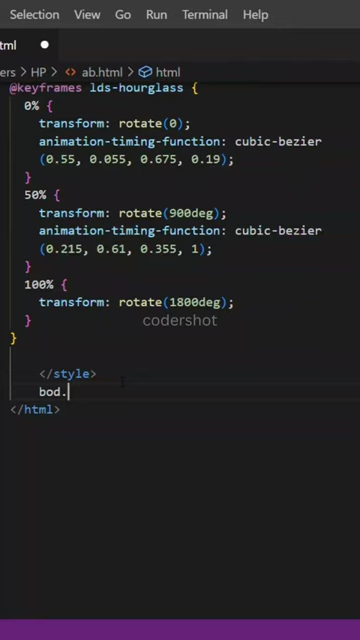 Selection View Go Run Terminal Help
tml
ers > HP > ab.html > html
@keyframes lds-hourglass {
0% {
transform: rotate(0);
animation-timing-function: cubic-bezier
(0.55, 0.055, 0.675, 0.19);
}
50% {
transform: rotate(900deg);
animation-timing-function: cubic-bezier
(0.215, 0.61, 0.355, 1);
}
100% {
transform: rotate(1800deg);
}
codershot
}
</style>
bod.
</html>